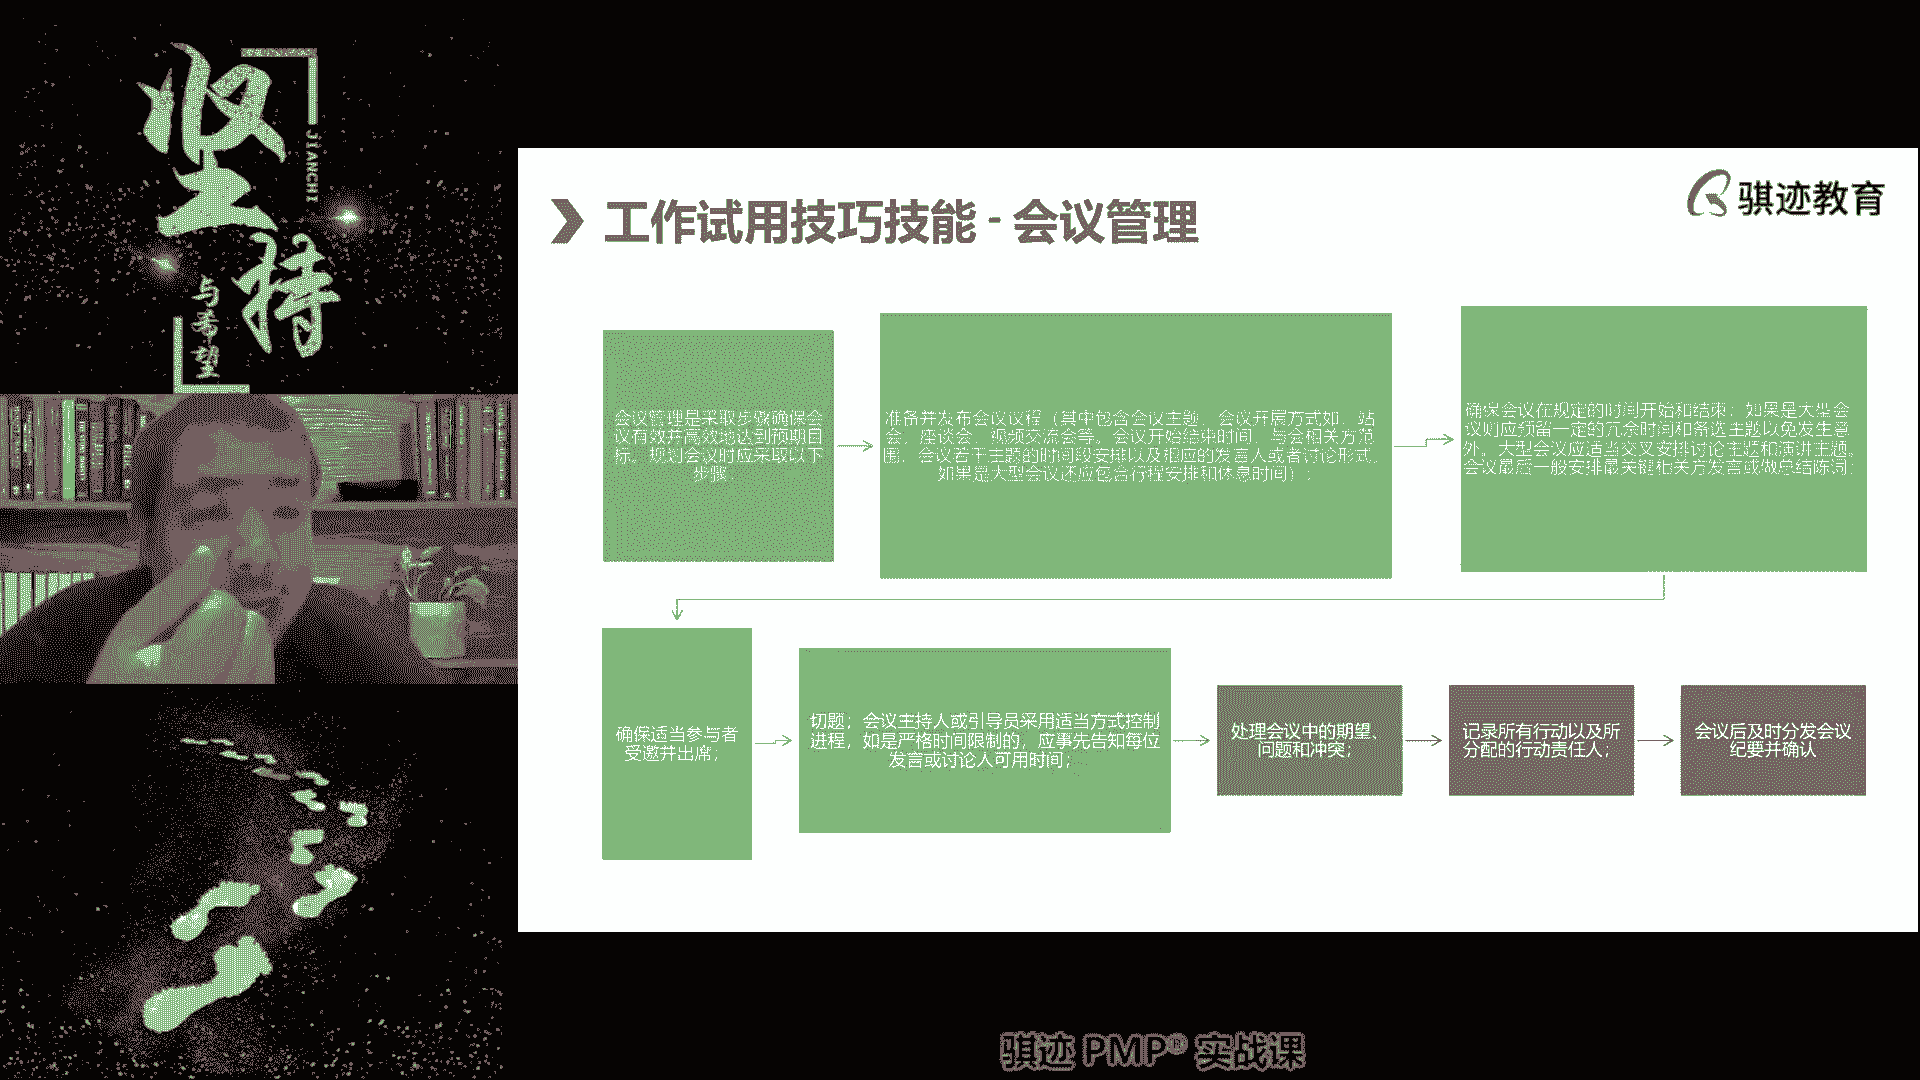 坚持
JIANCHI
与希望
骐迹教育
工作试用技巧技能 - 会议管理
会议管理是采取步骤确保会
议有效并高效地达到预期目
标。规划会议时应采取以下
步骤:
准备并发布会议议程（其中包含会议主题、会议开展方式如、站
会、座谈会、视频交流会等。会议开始结束时间、与会相关方范
围、会议若干主题的时间段安排以及相应的发言人或者讨论形式。
如果是大型会议还应包含行程安排和休息时间）;
确保会议在规定的时间开始和结束；如果是大型会
议则应预留一定的冗余时间和备选主题以免发生意
外。大型会议应适当交叉安排讨论主题和演讲主题。
会议最后一般安排最关键相关方发言或做总结陈词;
确保适当参与者
受邀并出席；
切题；会议主持人或引导员采用适当方式控制
进程，如是严格时间限制的，应事先告知每位
发言或讨论人可用时间；
处理会议中的期望、
问题和冲突；
记录所有行动以及所
分配的行动责任人；
会议后及时分发会议
纪要并确认
骐迹 PMP® 实战课